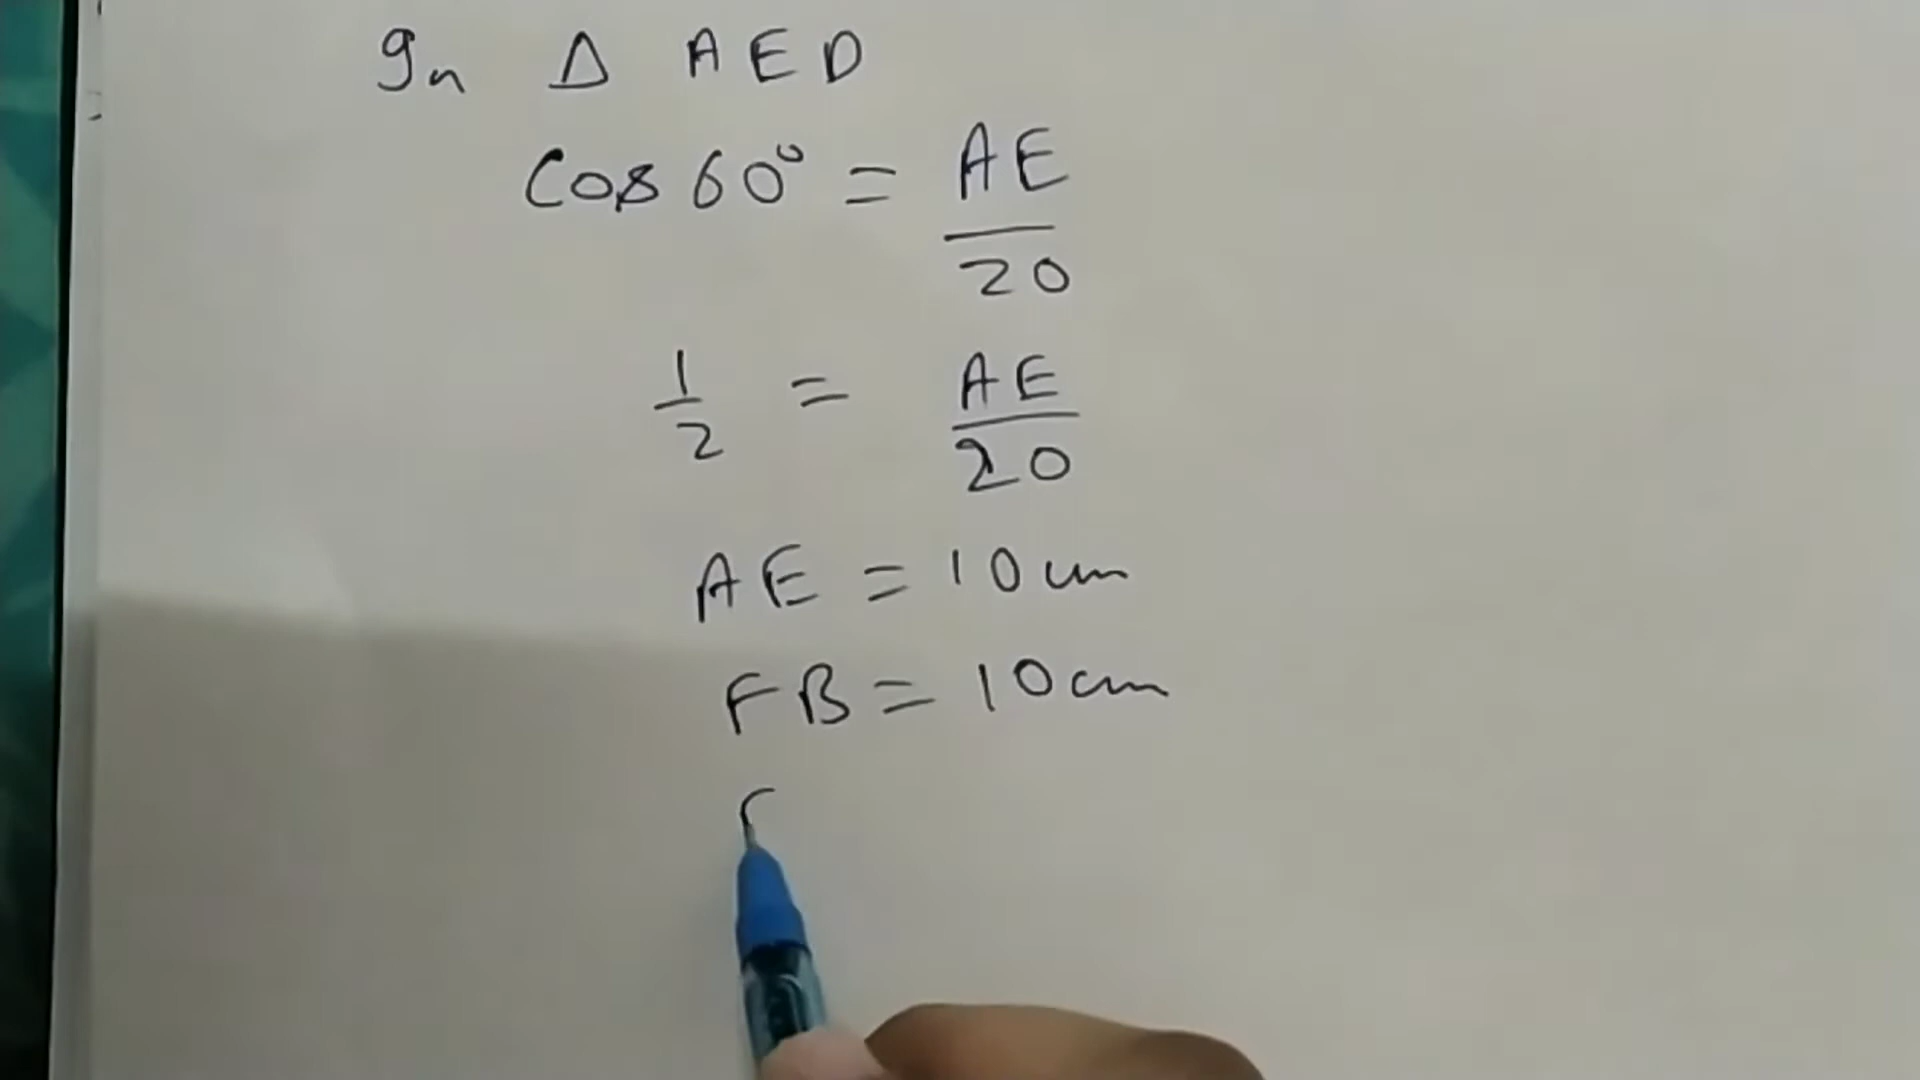 In Δ AED
Cos 60° = AE/20
1/2 = AE/20
AE = 10 cm
FB = 10 cm